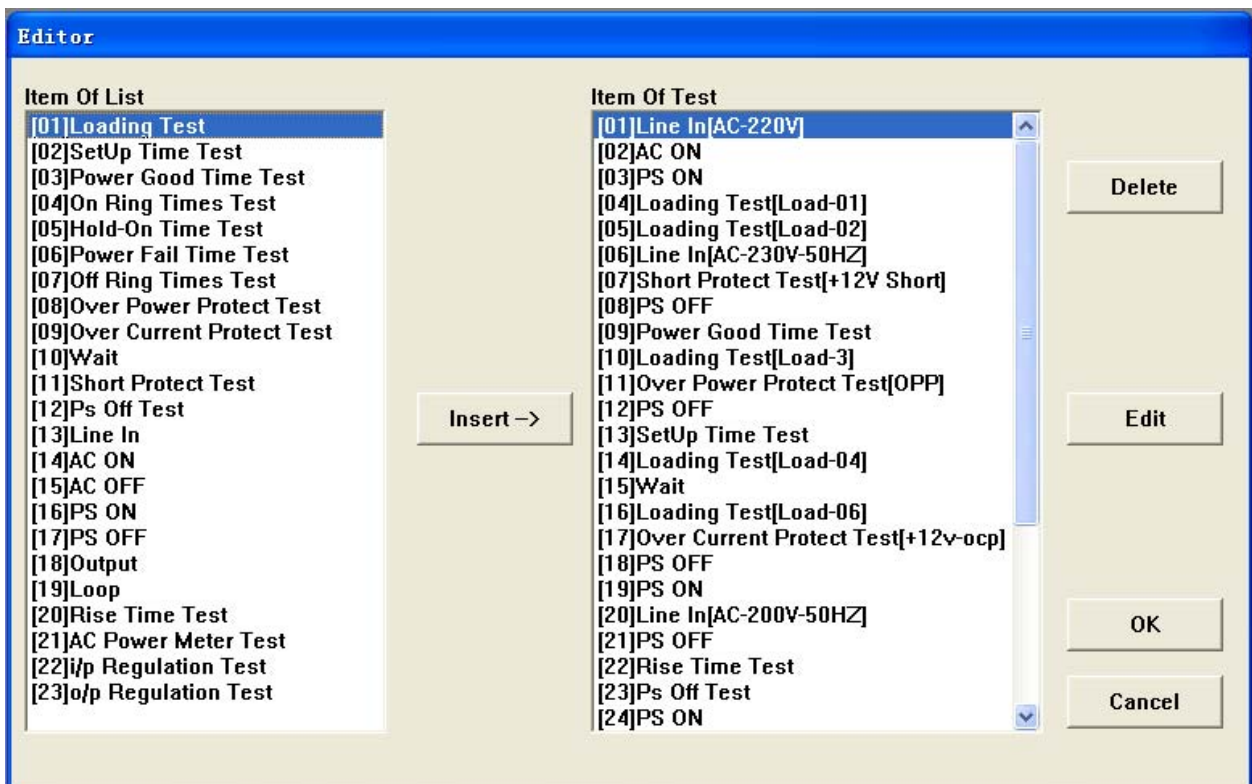 Editor
Item Of List
[01]Loading Test
[02]SetUp Time Test
[03]Power Good Time Test
[04]On Ring Times Test
[05]Hold-On Time Test
[06]Power Fail Time Test
[07]Off Ring Times Test
[08]Over Power Protect Test
[09]Over Current Protect Test
[10]Wait
[11]Short Protect Test
[12]Ps Off Test
[13]Line In
[14]AC ON
[15]AC OFF
[16]PS ON
[17]PS OFF
[18]Output
[19]Loop
[20]Rise Time Test
[21]AC Power Meter Test
[22]i/p Regulation Test
[23]o/p Regulation Test
Insert -->
Item Of Test
[01]Line In[AC-220V]
[02]AC ON
[03]PS ON
[04]Loading Test[Load-01]
[05]Loading Test[Load-02]
[06]Line In[AC-230V-50HZ]
[07]Short Protect Test[+12V Short]
[08]PS OFF
[09]Power Good Time Test
[10]Loading Test[Load-3]
[11]Over Power Protect Test[OPP]
[12]PS OFF
[13]SetUp Time Test
[14]Loading Test[Load-04]
[15]Wait
[16]Loading Test[Load-06]
[17]Over Current Protect Test[+12v-ocp]
[18]PS OFF
[19]PS ON
[20]Line In[AC-200V-50HZ]
[21]PS OFF
[22]Rise Time Test
[23]Ps Off Test
[24]PS ON
Delete
Edit
OK
Cancel